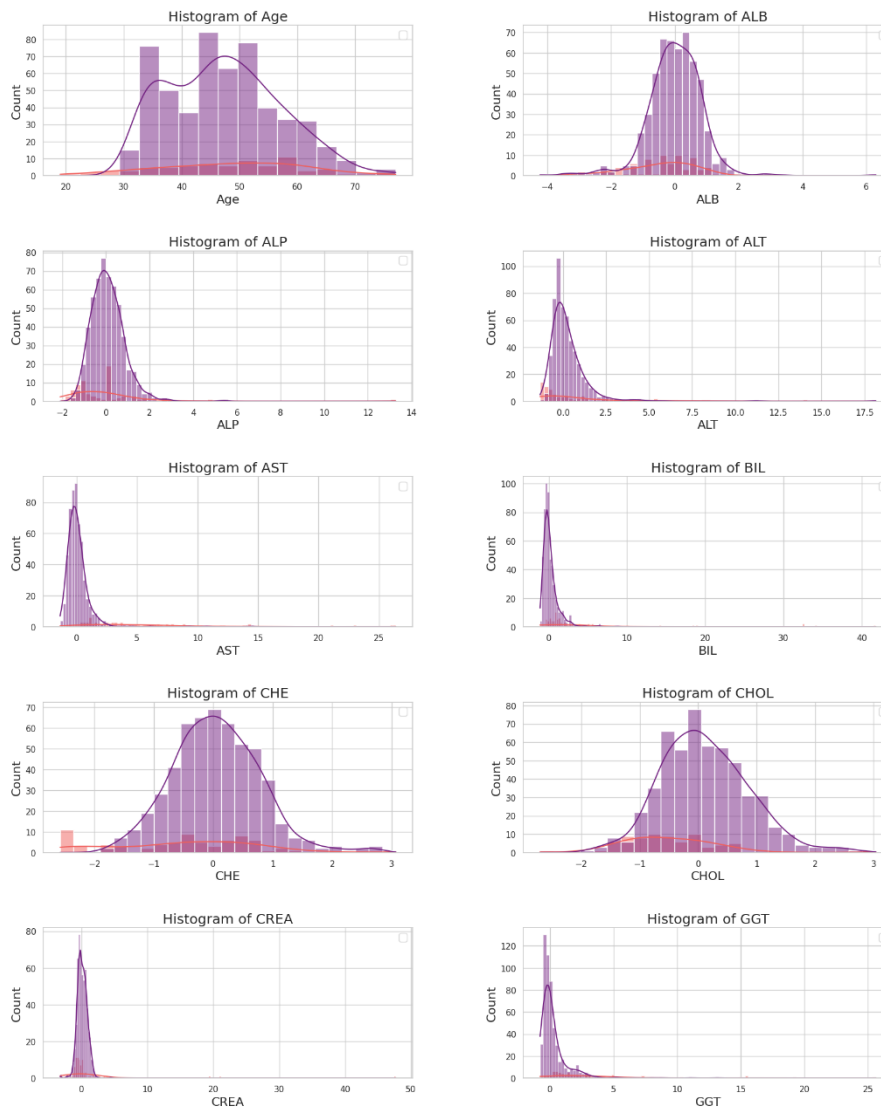 Histogram of Age
80
70
60
50
40
30
20
10
0
Count
20 30 40 50 60 70
Age
Histogram of ALB
70
60
50
40
30
20
10
0
Count
−4 −2 0 2 4 6
ALB
Histogram of ALP
80
70
60
50
40
30
20
10
0
Count
−2 0 2 4 6 8 10 12 14
ALP
Histogram of ALT
100
80
60
40
20
0
Count
0.0 2.5 5.0 7.5 10.0 12.5 15.0 17.5
ALT
Histogram of AST
80
60
40
20
0
Count
0 5 10 15 20 25
AST
Histogram of BIL
100
80
60
40
20
0
Count
0 10 20 30 40
BIL
Histogram of CHE
70
60
50
40
30
20
10
0
Count
−2 −1 0 1 2 3
CHE
Histogram of CHOL
80
70
60
50
40
30
20
10
0
Count
−2 −1 0 1 2 3
CHOL
Histogram of CREA
80
60
40
20
0
Count
0 10 20 30 40 50
CREA
Histogram of GGT
120
100
80
60
40
20
0
Count
0 5 10 15 20 25
GGT